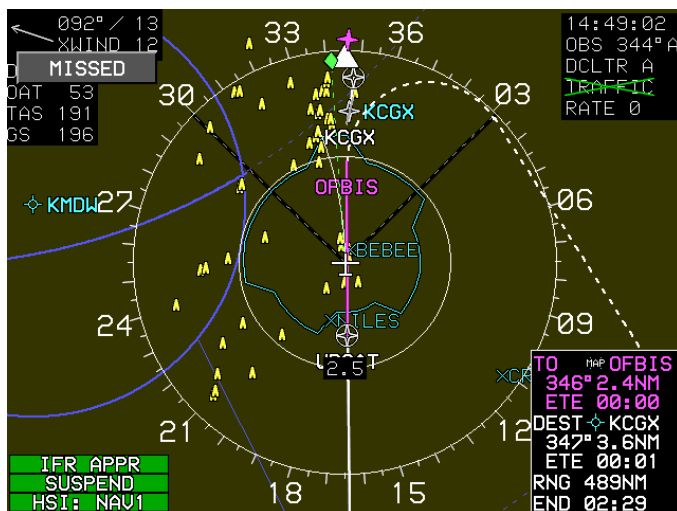 092° / 13
XWIND 12
MISSED
OAT 53
TAS 191
GS 196
14:49:02
OBS 344°A
DCLTR A
TRAFFIC
RATE 0
33
36
30
03
KCGX
KCGX
OFBIS
KMDW
27
06
BEBEE
24
NILES
09
2.5
CR
21
12
18
15
TO MAP OFBIS
346° 2.4NM
ETE 00:00
DEST KCGX
347° 3.6NM
ETE 00:01
RNG 489NM
END 02:29
IFR APPR
SUSPEND
HSI: NAV1